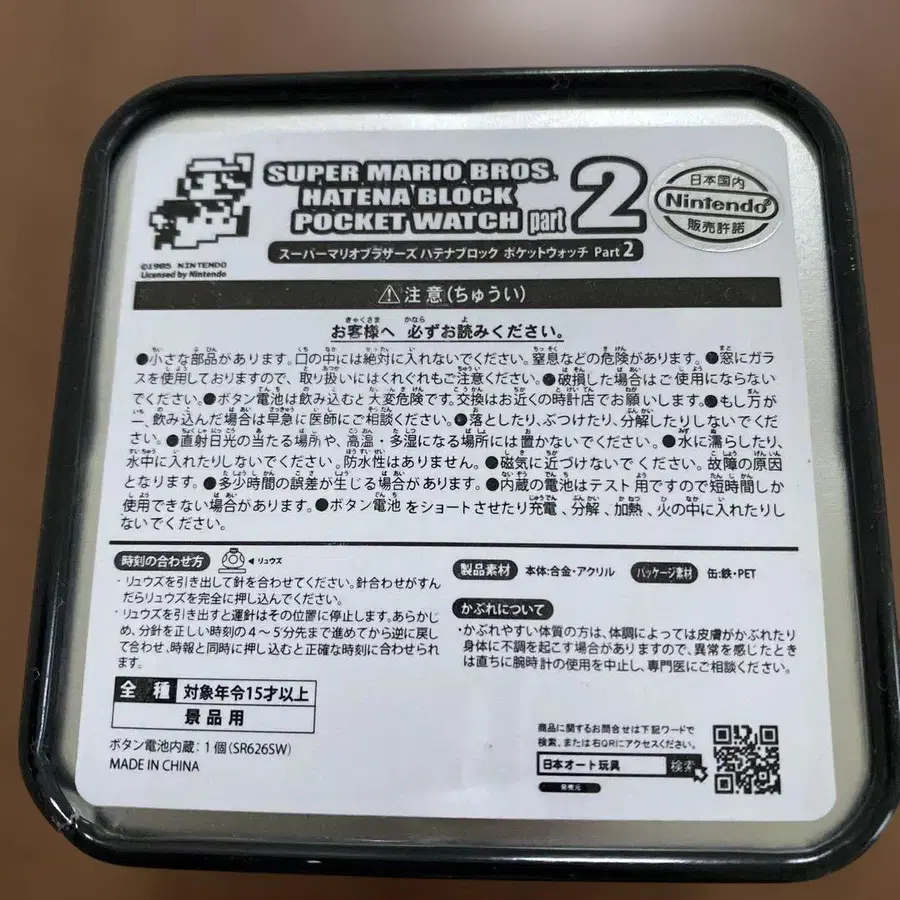 SUPER MARIO BROS.
HATENA BLOCK
POCKET WATCH part 2
日本国内
Nintendo
販売許諾
スーパーマリオブラザーズ ハテナブロック ポケットウォッチ Part 2
©1985 NINTENDO
Licensed by Nintendo
⚠注意(ちゅうい)
お客様へ 必ずお読みください。
●小さな部品があります。口の中には絶対に入れないでください。窒息などの危険があります。●窓にガラ
スを使用しておりますので、取り扱いにはくれぐれもご注意ください。●破損した場合はご使用にならない
でください。●ボタン電池は飲み込むと大変危険です。交換はお近くの時計店でお願いします。●もし万が
一、飲み込んだ場合は早急に医師にご相談ください。●落としたり、ぶつけたり、分解したりしないでくだ
さい。●直射日光の当たる場所や、高温・多湿になる場所には置かないでください。●水に濡らしたり、
水中に入れたりしないでください。防水性はありません。●磁気に近づけないでください。故障の原因
となります。●多少時間の誤差が生じる場合があります。●内蔵の電池はテスト用ですので短時間しか
使用できない場合があります。●ボタン電池をショートさせたり充電、分解、加熱、火の中に入れたりし
ないでください。
時刻の合わせ方 ◀リュウズ
・リュウズを引き出して針を合わせてください。針合わせがすん
だらリュウズを完全に押し込んでください。
・リュウズを引き出すと運針はその位置に停止します。あらかじ
め、分針を正しい時刻の4〜5分先まで進めてから逆に戻し
て合わせ、時報と同時に押し込むと正確な時刻に合わせられ
ます。
製品素材 本体:合金・アクリル パッケージ素材 缶:鉄・PET
かぶれについて
・かぶれやすい体質の方は、体調によっては皮膚がかぶれたり
身体に不調を起こす場合がありますので、異常を感じたとき
は直ちに腕時計の使用を中止し、専門医にご相談ください。
全 種 対象年令15才以上
景品用
ボタン電池内蔵:1個(SR626SW)
MADE IN CHINA
商品に関するお問合せは下記ワードで
検索、または右QRにアクセスください。
日本オート玩具 検索
発売元